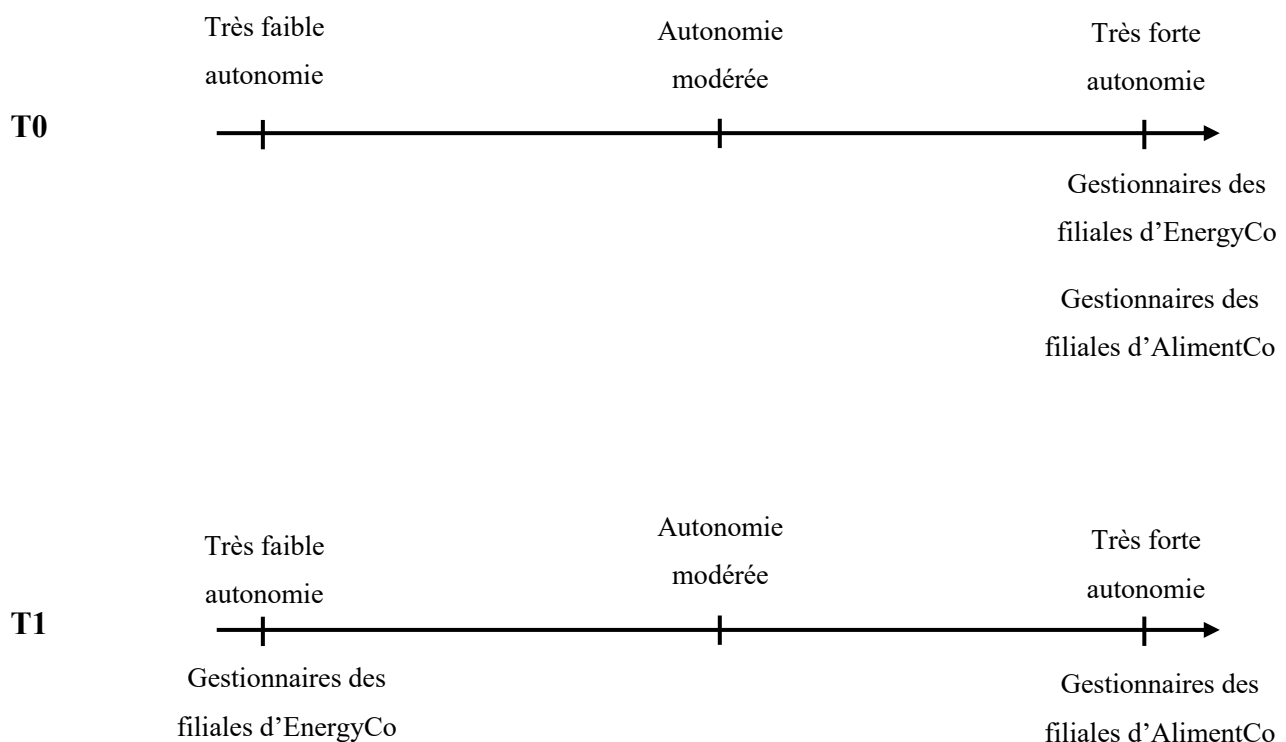 Très faible
autonomie
Autonomie
modérée
Très forte
autonomie
T0
Gestionnaires des
filiales d’EnergyCo
Gestionnaires des
filiales d’AlimentCo
Très faible
autonomie
Autonomie
modérée
Très forte
autonomie
T1
Gestionnaires des
filiales d’EnergyCo
Gestionnaires des
filiales d’AlimentCo